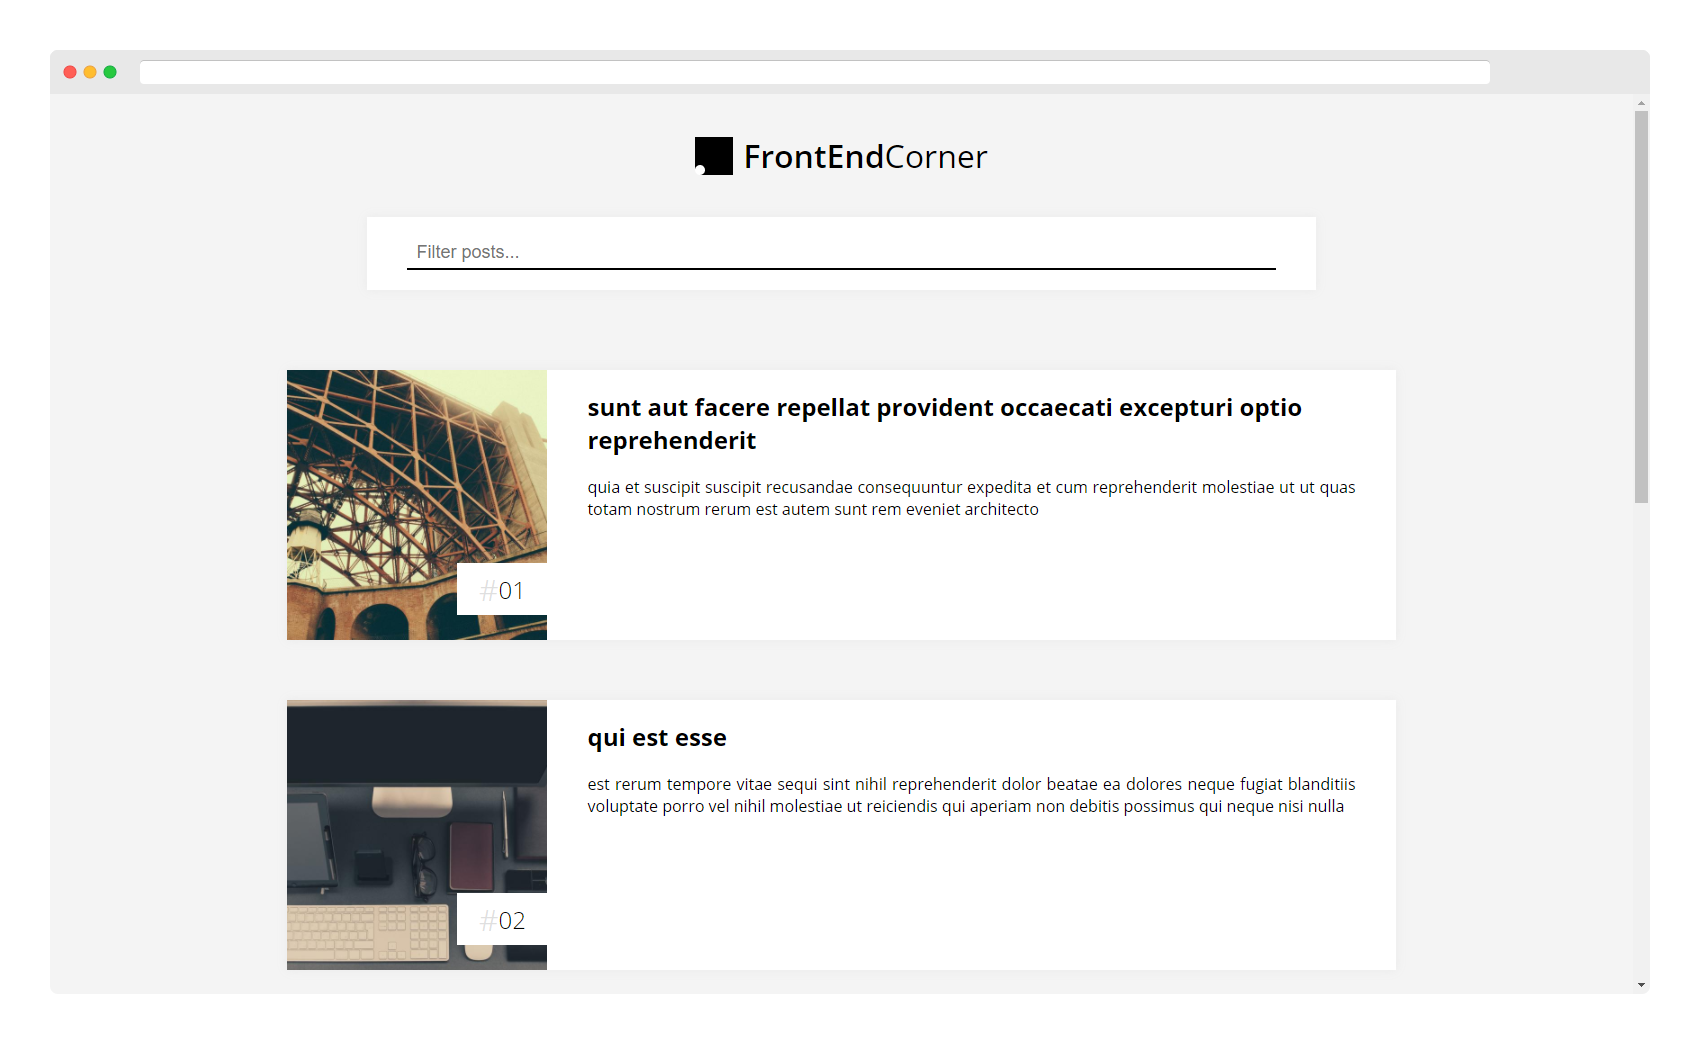 FrontEndCorner
Filter posts...
sunt aut facere repellat provident occaecati excepturi optio
reprehenderit
quia et suscipit suscipit recusandae consequuntur expedita et cum reprehenderit molestiae ut ut quas
totam nostrum rerum est autem sunt rem eveniet architecto
#01
qui est esse
est rerum tempore vitae sequi sint nihil reprehenderit dolor beatae ea dolores neque fugiat blanditiis
voluptate porro vel nihil molestiae ut reiciendis qui aperiam non debitis possimus qui neque nisi nulla
#02